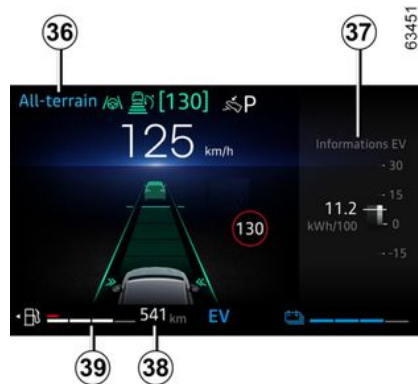 36
37
63451
All-terrain [130] P
125 km/h
Informations EV
30
15
11.2
kWh/100
0
-15
130
541 km
EV
39
38